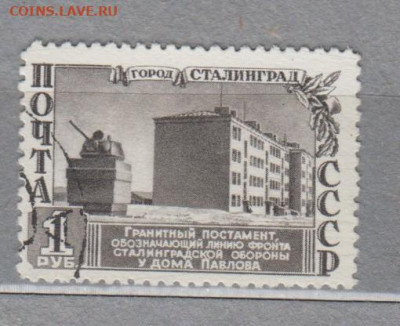 COINS.LAVE.RU
ГОРОД СТАЛИНГРАД
ПОЧТА
СССР
1
РУБ.
ГРАНИТНЫЙ ПОСТАМЕНТ,
ОБОЗНАЧАЮЩИЙ ЛИНИЮ ФРОНТА
СТАЛИНГРАДСКОЙ ОБОРОНЫ
У ДОМА ПАВЛОВА